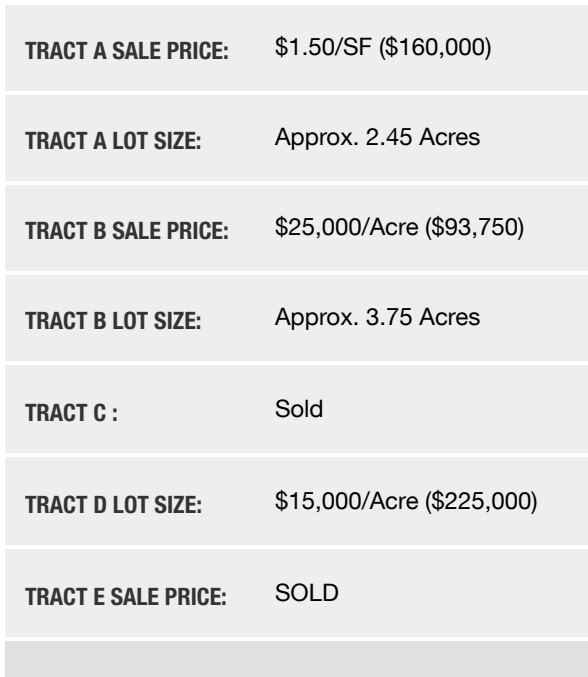 TRACT A SALE PRICE: $1.50/SF ($160,000)
TRACT A LOT SIZE: Approx. 2.45 Acres
TRACT B SALE PRICE: $25,000/Acre ($93,750)
TRACT B LOT SIZE: Approx. 3.75 Acres
TRACT C : Sold
TRACT D LOT SIZE: $15,000/Acre ($225,000)
TRACT E SALE PRICE: SOLD